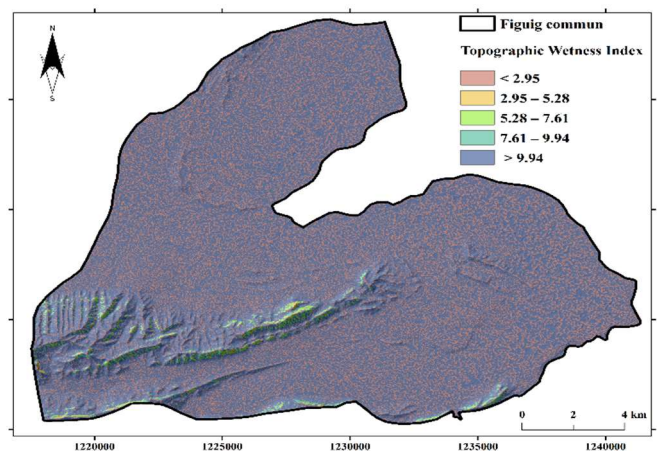 N
S
Figuig commun
Topographic Wetness Index
< 2.95
2.95 – 5.28
5.28 – 7.61
7.61 – 9.94
> 9.94
0 2 4 km
1220000 1225000 1230000 1235000 1240000